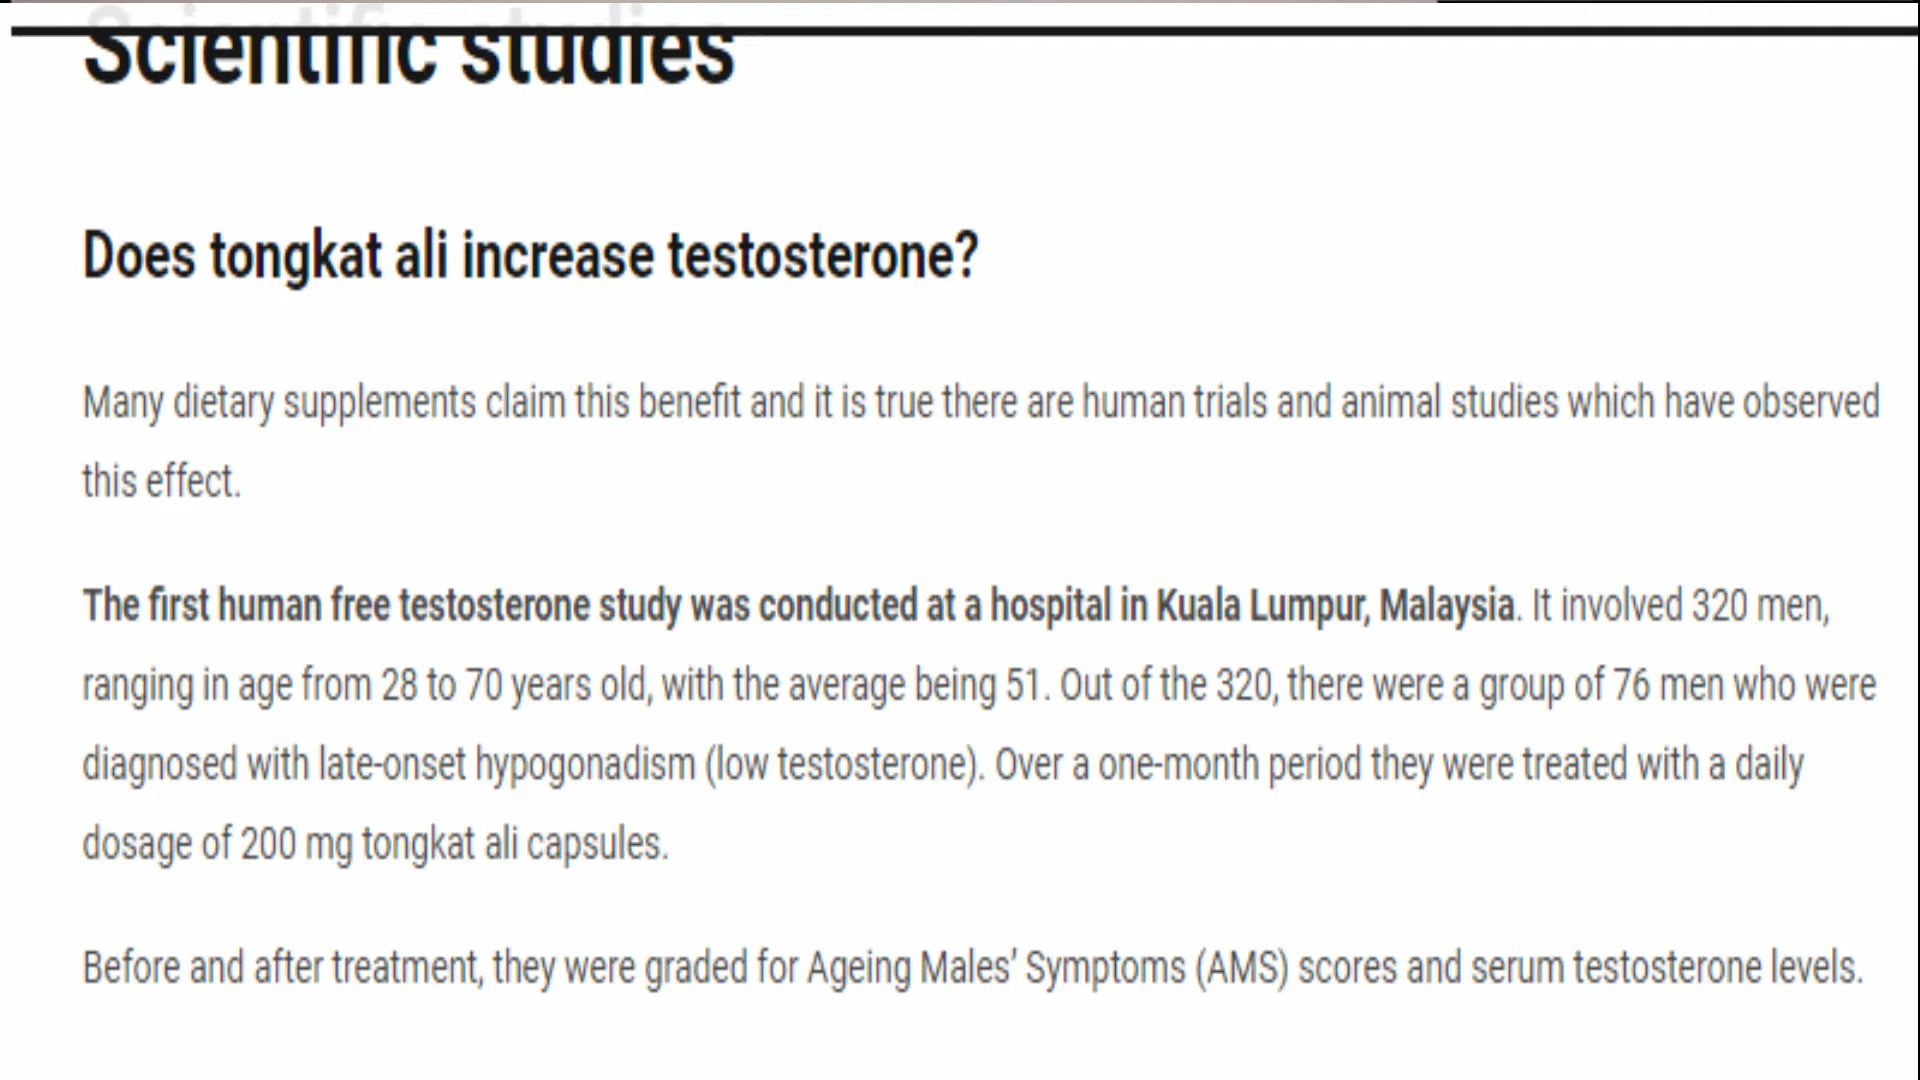 Scientific studies
Does tongkat ali increase testosterone?
Many dietary supplements claim this benefit and it is true there are human trials and animal studies which have observed
this effect.
The first human free testosterone study was conducted at a hospital in Kuala Lumpur, Malaysia. It involved 320 men,
ranging in age from 28 to 70 years old, with the average being 51. Out of the 320, there were a group of 76 men who were
diagnosed with late-onset hypogonadism (low testosterone). Over a one-month period they were treated with a daily
dosage of 200 mg tongkat ali capsules.
Before and after treatment, they were graded for Ageing Males’ Symptoms (AMS) scores and serum testosterone levels.